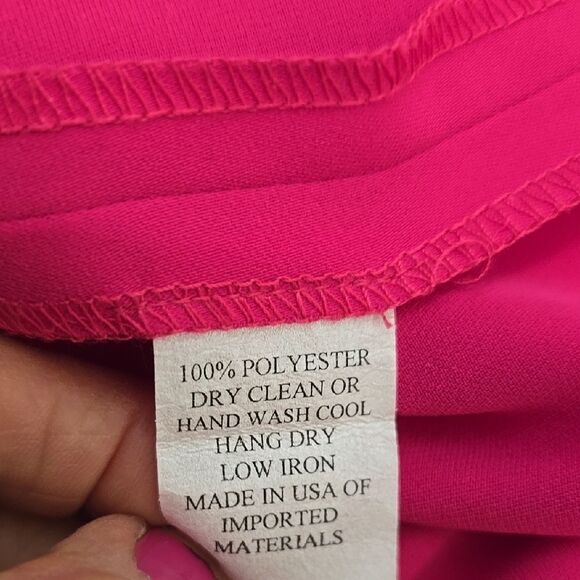 100% POLYESTER
DRY CLEAN OR
HAND WASH COOL
HANG DRY
LOW IRON
MADE IN USA OF
IMPORTED
MATERIALS